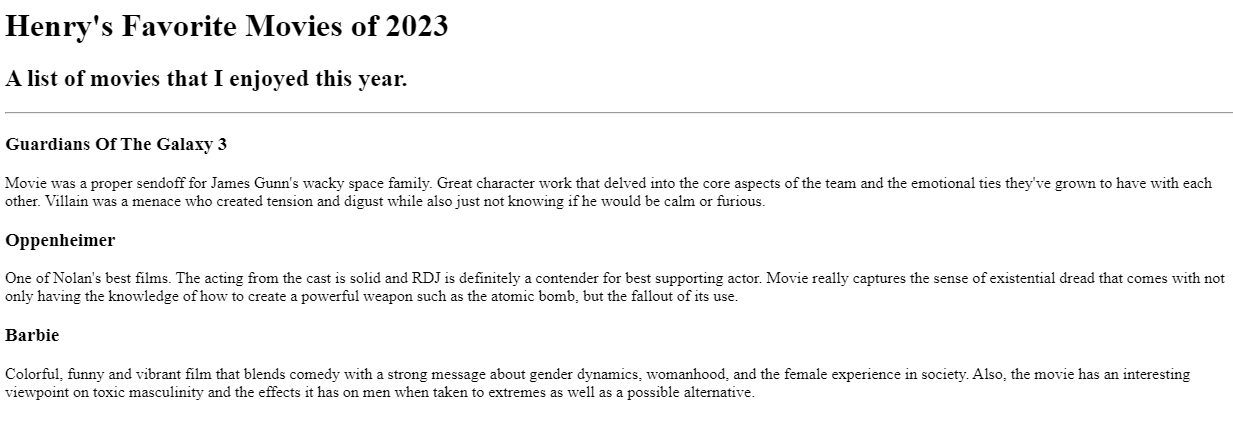 Henry's Favorite Movies of 2023
A list of movies that I enjoyed this year.
Guardians Of The Galaxy 3
Movie was a proper sendoff for James Gunn's wacky space family. Great character work that delved into the core aspects of the team and the emotional ties they've grown to have with each
other. Villain was a menace who created tension and digust while also just not knowing if he would be calm or furious.
Oppenheimer
One of Nolan's best films. The acting from the cast is solid and RDJ is definitely a contender for best supporting actor. Movie really captures the sense of existential dread that comes with not
only having the knowledge of how to create a powerful weapon such as the atomic bomb, but the fallout of its use.
Barbie
Colorful, funny and vibrant film that blends comedy with a strong message about gender dynamics, womanhood, and the female experience in society. Also, the movie has an interesting
viewpoint on toxic masculinity and the effects it has on men when taken to extremes as well as a possible alternative.